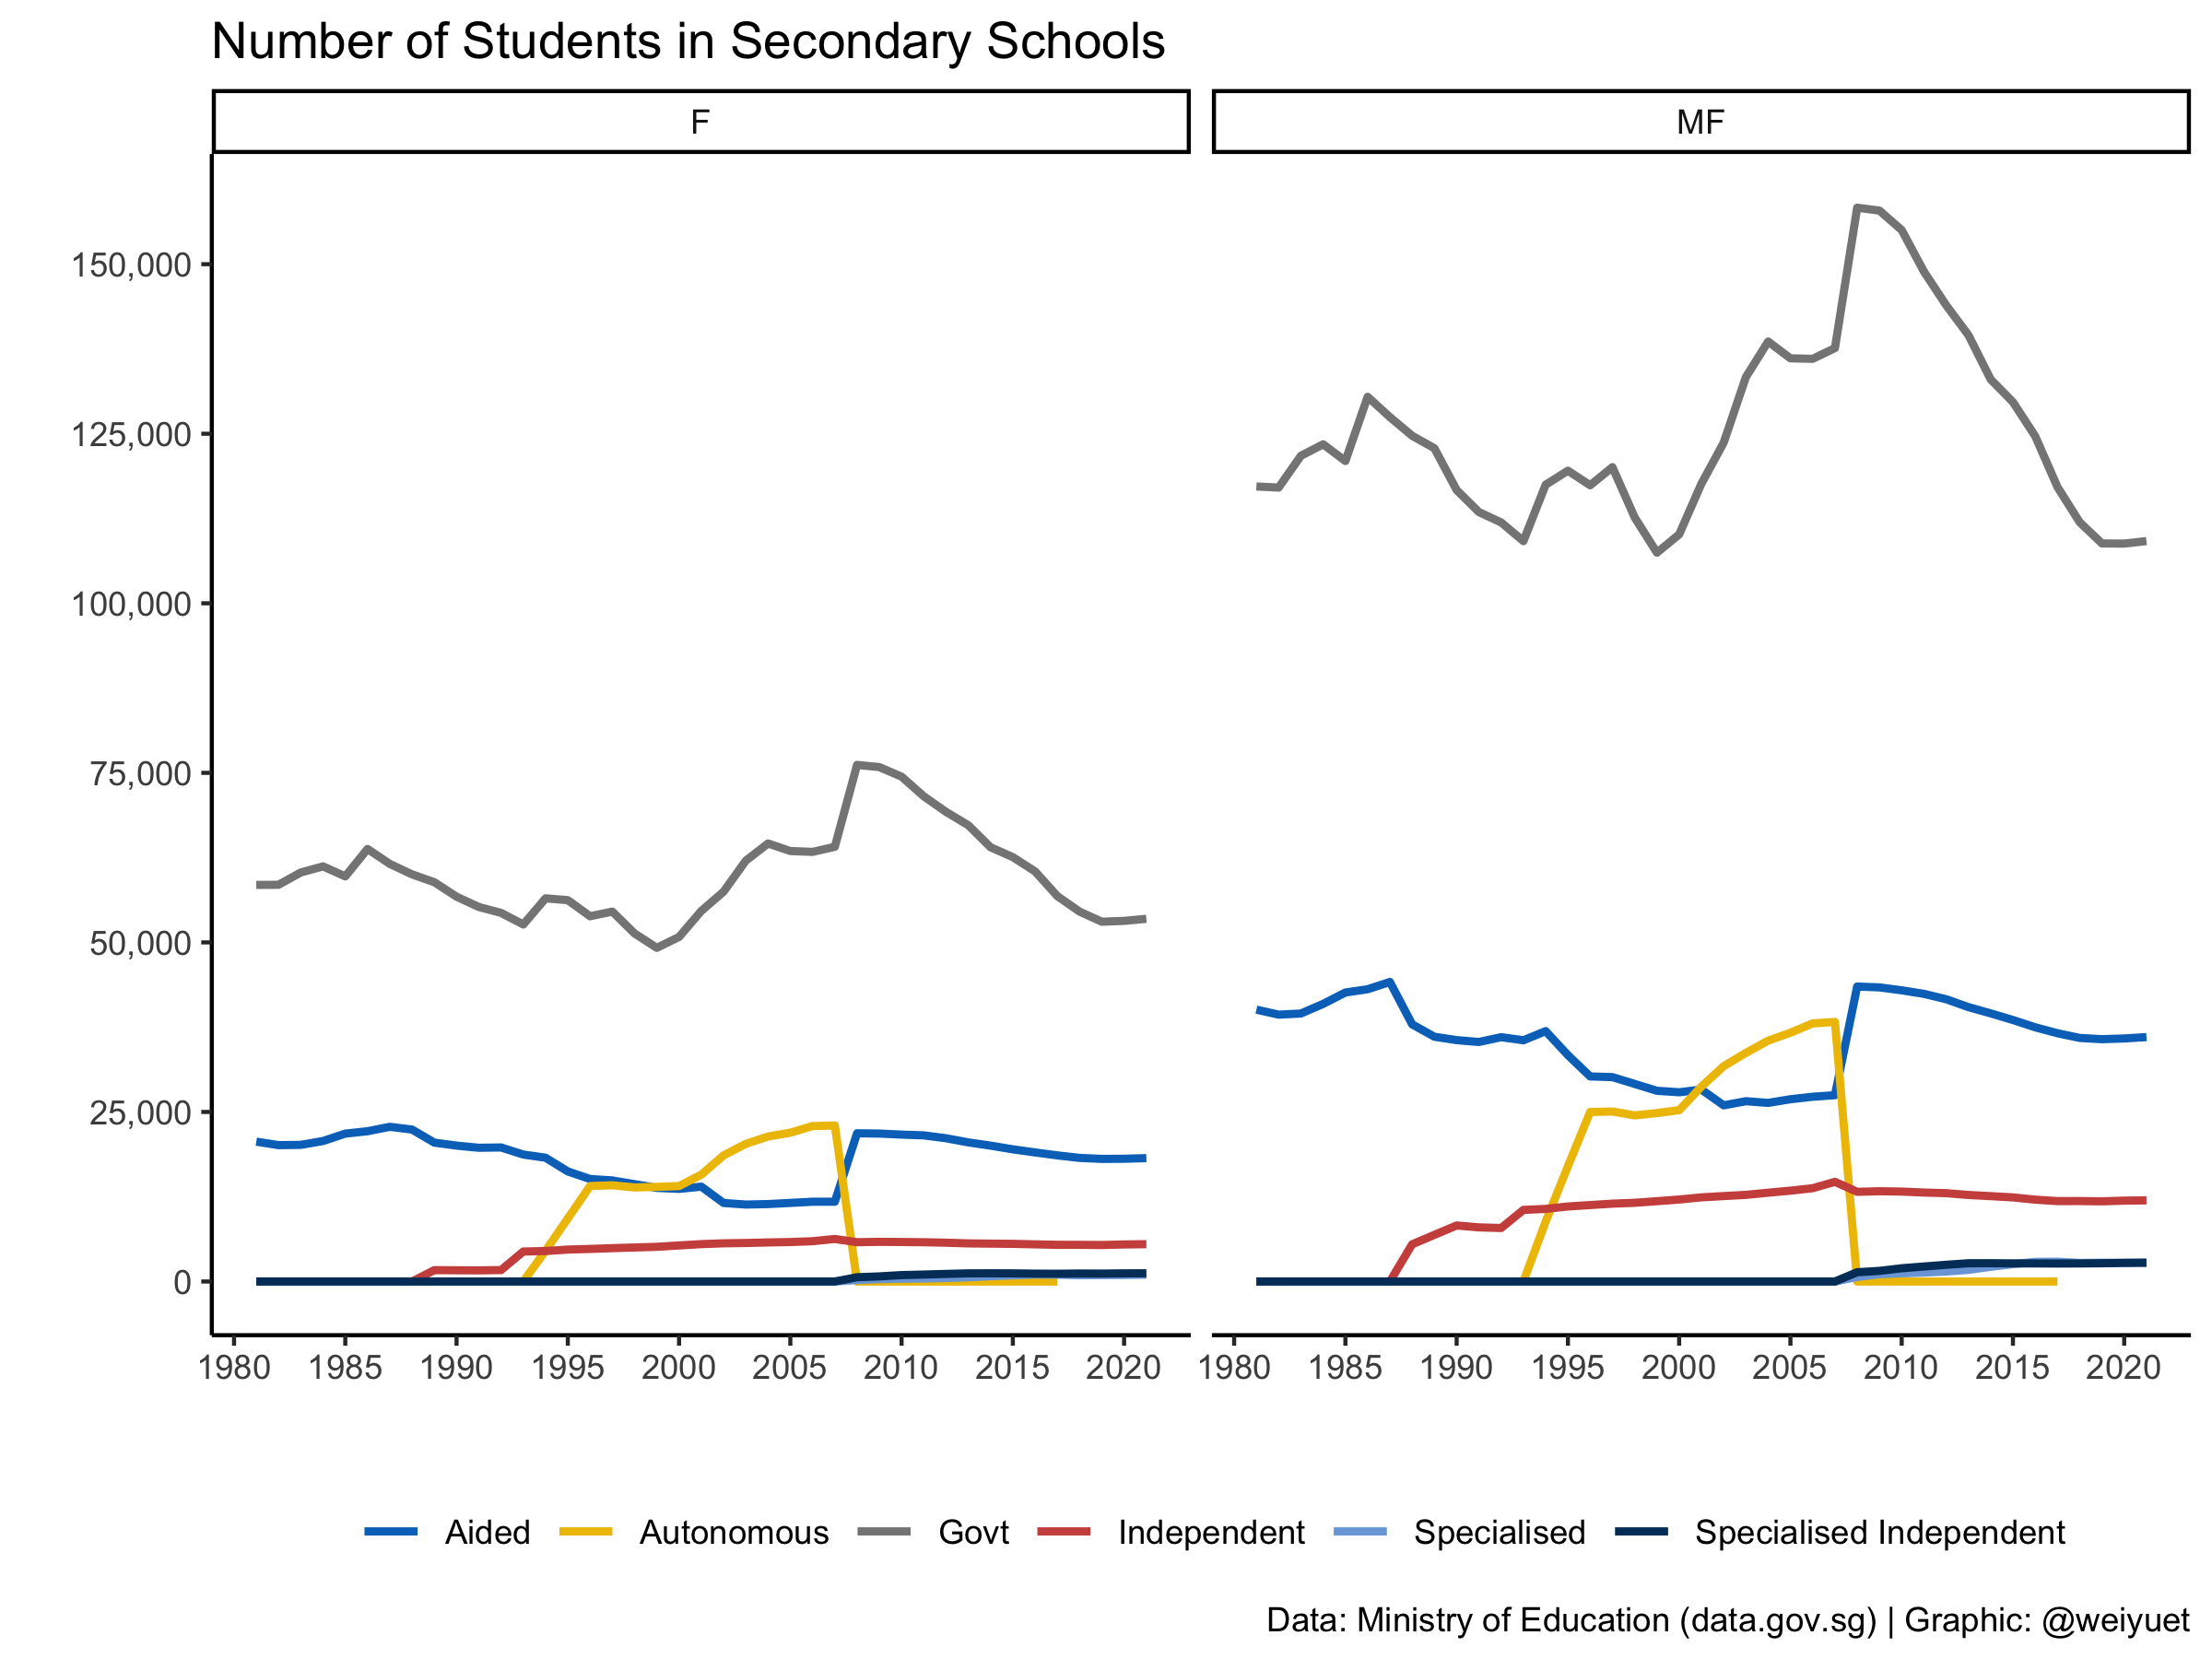 Number of Students in Secondary Schools
F
MF
150,000
125,000
100,000
75,000
50,000
25,000
0
1980 1985 1990 1995 2000 2005 2010 2015 2020
1980 1985 1990 1995 2000 2005 2010 2015 2020
Aided Autonomous Govt Independent Specialised Specialised Independent
Data: Ministry of Education (data.gov.sg) | Graphic: @weiyuet